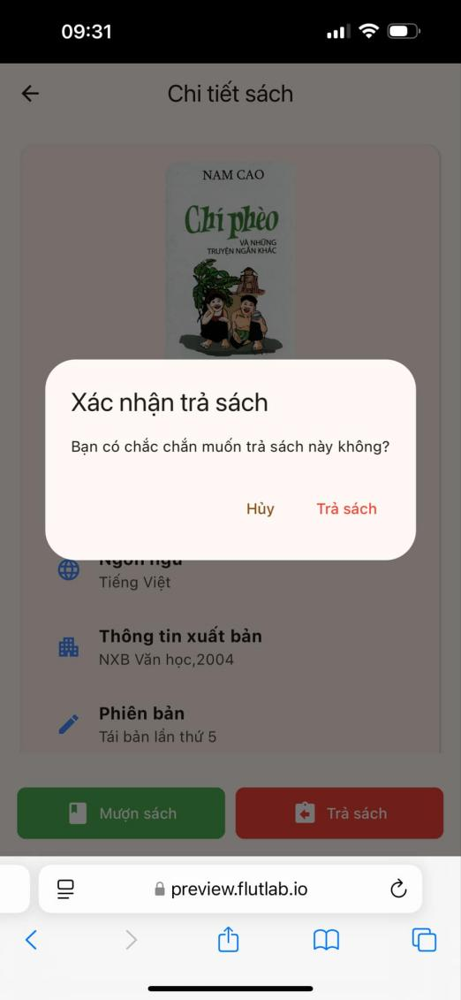 09:31
Chi tiết sách
NAM CAO
Chí phèo
VÀ NHỮNG
TRUYỆN NGẮN KHÁC
Xác nhận trả sách
Bạn có chắc chắn muốn trả sách này không?
Hủy
Trả sách
Ngôn ngữ
Tiếng Việt
Thông tin xuất bản
NXB Văn học,2004
Phiên bản
Tái bản lần thứ 5
Mượn sách
Trả sách
preview.flutlab.io